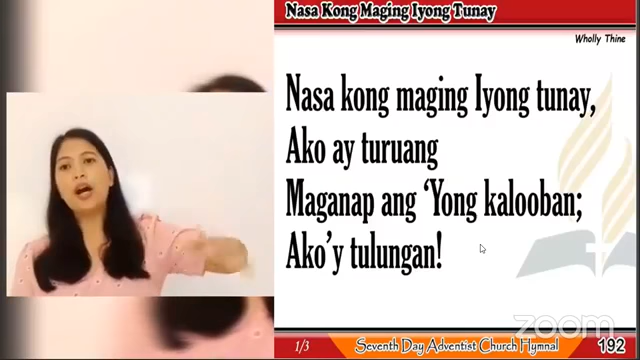 Nasa Kong Maging Iyong Tunay
Wholly Thine
Nasa kong maging Iyong tunay,
Ako ay turuang
Maganap ang ‘Yong kalooban;
Ako’y tulungan!
zoom
1/3 Seventh Day Adventist Church Hymnal 192